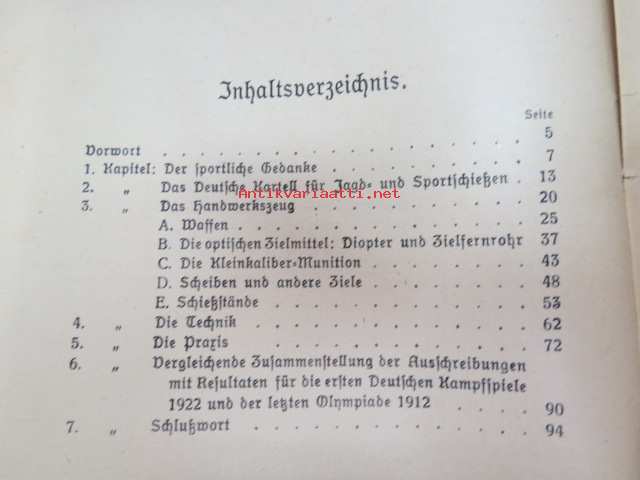 Inhaltsverzeichnis.
Seite
Vorwort . . . . . . . . . . . . . . 5
1. Kapitel: Der sportliche Gedanke . . . . . . . 7
2. „ Das Deutsche Kartell für Jagd- und Sportschießen . 13
Antikvariaatti.net
3. „ Das Handwerkszeug . . . . . . . . 20
A. Waffen . . . . . . . . . . 25
B. Die optischen Zielmittel: Diopter und Zielfernrohr 37
C. Die Kleinkaliber-Munition . . . . . . 43
D. Scheiben und andere Ziele . . . . . . 48
E. Schießstände . . . . . . . . . 53
4. „ Die Technik . . . . . . . . . . 62
5. „ Die Praxis . . . . . . . . . . 72
6. „ Vergleichende Zusammenstellung der Ausschreibungen
mit Resultaten für die ersten Deutschen Kampfspiele
1922 und der letzten Olympiade 1912 . . . . 90
7. „ Schlußwort . . . . . . . . . . 94